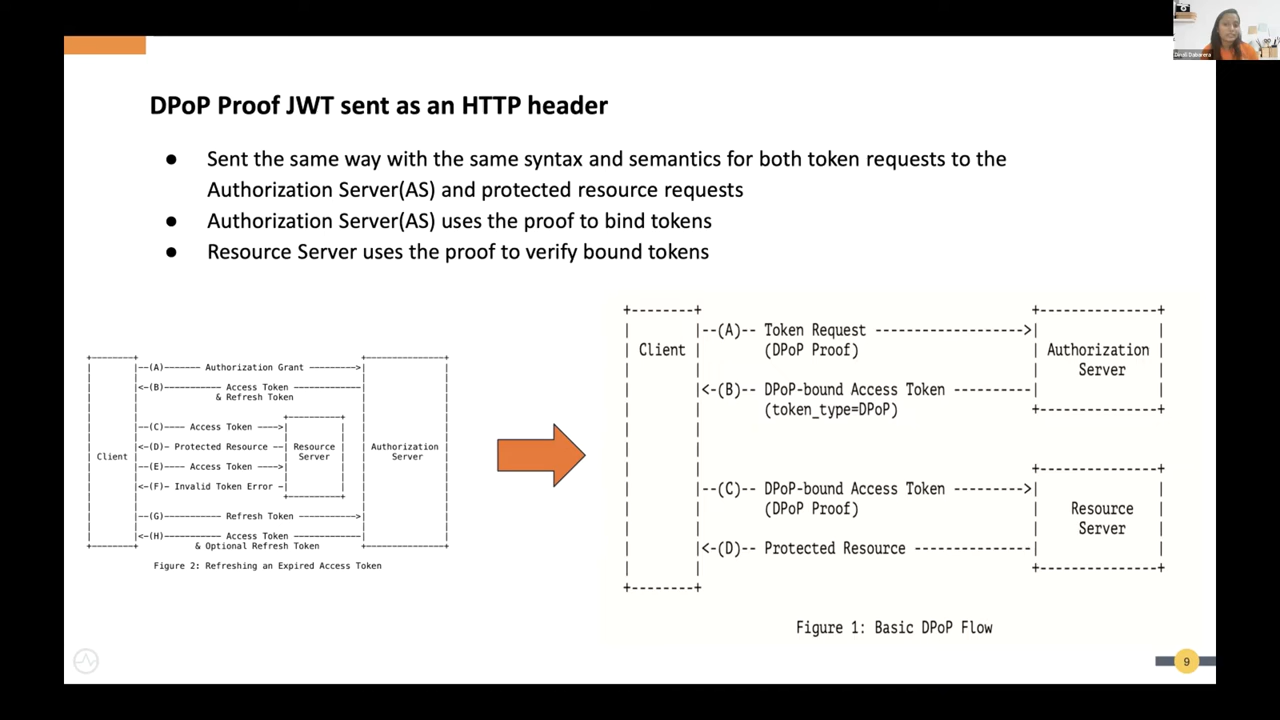 Dinali Dabarera
DPoP Proof JWT sent as an HTTP header
● Sent the same way with the same syntax and semantics for both token requests to the
Authorization Server(AS) and protected resource requests
● Authorization Server(AS) uses the proof to bind tokens
● Resource Server uses the proof to verify bound tokens
+--------+                                           +---------------+
|        |--(A)------- Authorization Grant --------->|               |
|        |                                           |               |
|        |<-(B)----------- Access Token -------------|               |
|        |               & Refresh Token             |               |
|        |                                           |               |
|        |                            +----------+   |               |
|        |--(C)---- Access Token ---->|          |   |               |
|        |                            |          |   |               |
|        |<-(D)- Protected Resource --| Resource |   | Authorization |
| Client |                            |  Server  |   |     Server    |
|        |--(E)---- Access Token ---->|          |   |               |
|        |                            |          |   |               |
|        |<-(F)- Invalid Token Error -|          |   |               |
|        |                            +----------+   |               |
|        |                                           |               |
|        |--(G)----------- Refresh Token ----------->|               |
|        |                                           |               |
|        |<-(H)----------- Access Token -------------|               |
+--------+           & Optional Refresh Token        +---------------+
Figure 2: Refreshing an Expired Access Token
+--------+                                  +---------------+
|        |--(A)-- Token Request ----------->|               |
| Client |        (DPoP Proof)              | Authorization |
|        |                                  |     Server    |
|        |<-(B)-- DPoP-bound Access Token --|               |
|        |        (token_type=DPoP)         +---------------+
|        |
|        |
|        |                                  +---------------+
|        |--(C)-- DPoP-bound Access Token ->|               |
|        |        (DPoP Proof)              |    Resource   |
|        |                                  |     Server    |
|        |<-(D)-- Protected Resource -------|               |
|        |                                  +---------------+
+--------+
Figure 1: Basic DPoP Flow
9